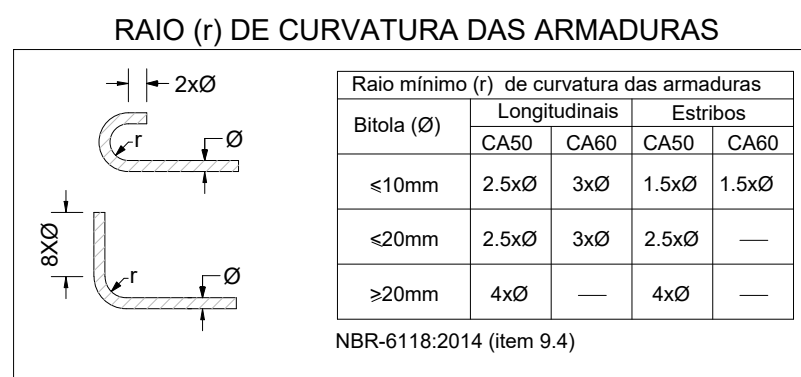 RAIO (r) DE CURVATURA DAS ARMADURAS
2xØ
r
Ø
8XØ
r
Ø
Raio mínimo (r) de curvatura das armaduras
Bitola (Ø) Longitudinais Estribos
CA50 CA60 CA50 CA60
≤10mm 2.5xØ 3xØ 1.5xØ 1.5xØ
≤20mm 2.5xØ 3xØ 2.5xØ —
≥20mm 4xØ — 4xØ —
NBR-6118:2014 (item 9.4)